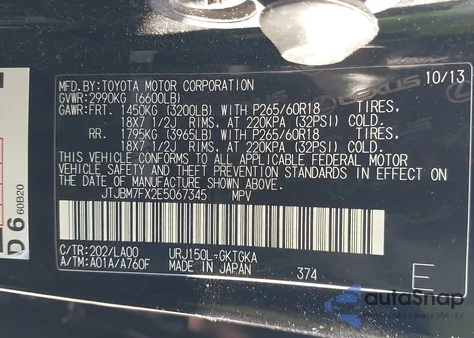 MFD.BY:TOYOTA MOTOR CORPORATION 10/13
GVWR:2990KG (6600LB)
GAWR:FRT. 1450KG (3200LB) WITH P265/60R18 TIRES,
18X7 1/2J RIMS, AT 220KPA (32PSI) COLD.
RR. 1795KG (3965LB) WITH P265/60R18 TIRES,
18X7 1/2J RIMS, AT 220KPA (32PSI) COLD.
THIS VEHICLE CONFORMS TO ALL APPLICABLE FEDERAL MOTOR
VEHICLE SAFETY AND THEFT PREVENTION STANDARDS IN EFFECT
ON THE DATE OF MANUFACTURE SHOWN ABOVE.
JTJBM7FX2E5067345 MPV
C/TR:202/LA00 URJ150L-GKTGKA
A/TM:A01A/A760F MADE IN JAPAN 374 E
D 6
60B20
LEXUS
autoSnap